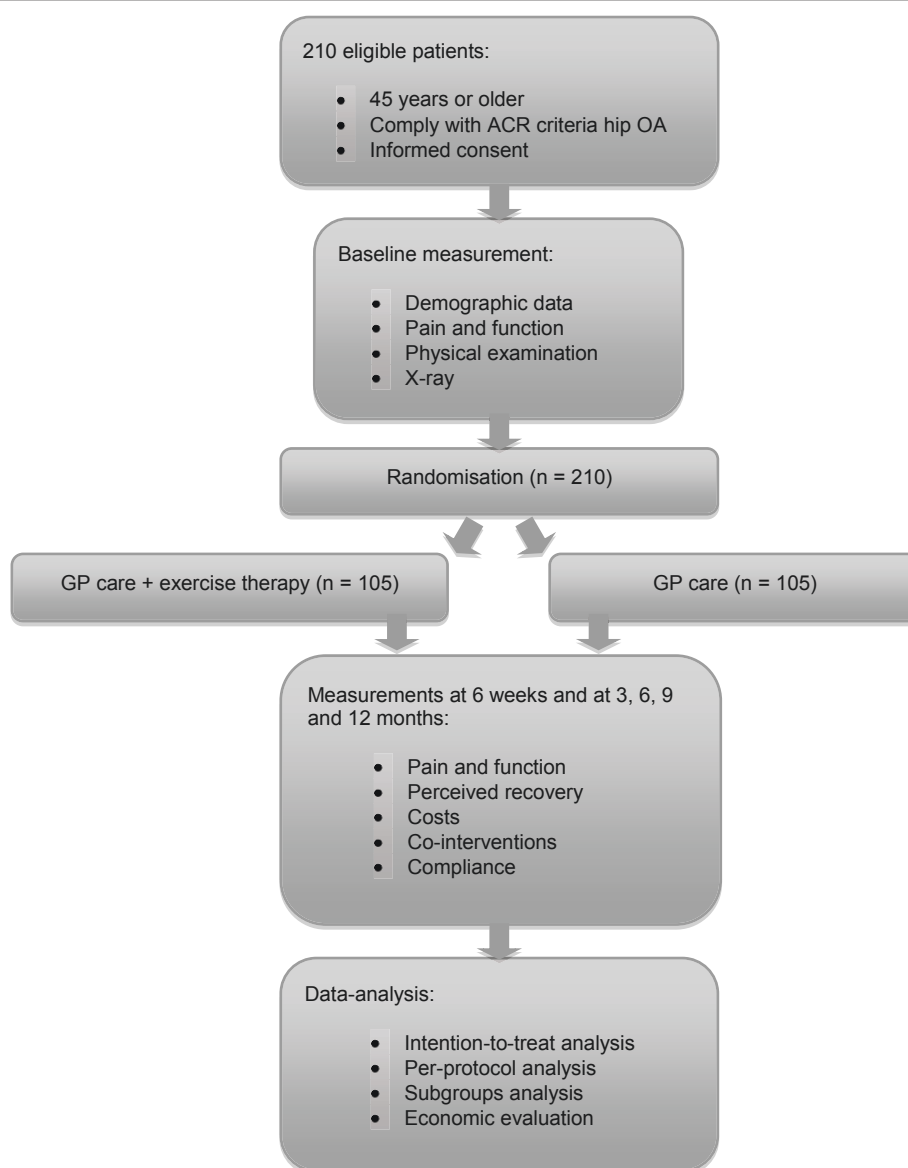 210 eligible patients:
• 45 years or older
• Comply with ACR criteria hip OA
• Informed consent
Baseline measurement:
• Demographic data
• Pain and function
• Physical examination
• X-ray
Randomisation (n = 210)
GP care + exercise therapy (n = 105)
GP care (n = 105)
Measurements at 6 weeks and at 3, 6, 9
and 12 months:
• Pain and function
• Perceived recovery
• Costs
• Co-interventions
• Compliance
Data-analysis:
• Intention-to-treat analysis
• Per-protocol analysis
• Subgroups analysis
• Economic evaluation